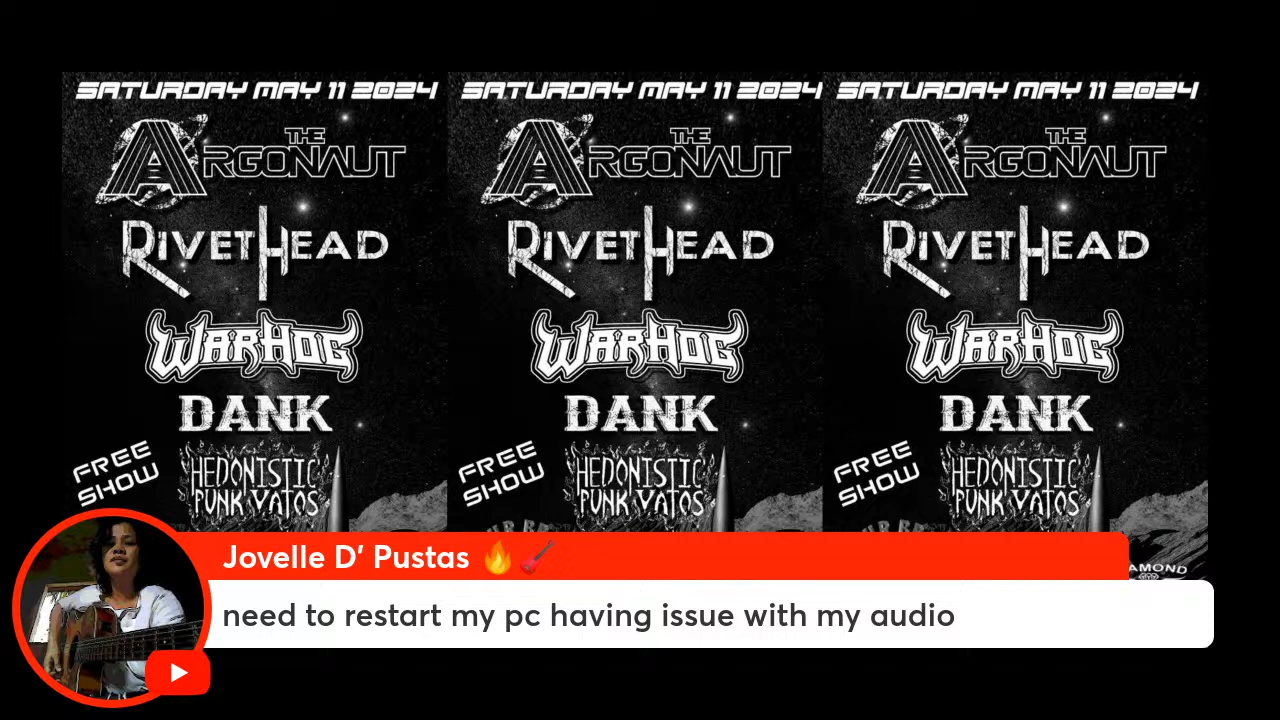 SATURDAY MAY 11 2024 SATURDAY MAY 11 2024 SATURDAY MAY 11 2024
THE ARGONAUT THE ARGONAUT THE ARGONAUT
RIVETHEAD RIVETHEAD RIVETHEAD
WARHOG WARHOG WARHOG
DANK DANK DANK
FREE SHOW FREE SHOW FREE SHOW
HEDONISTIC HEDONISTIC HEDONISTIC
PUNK VATOS PUNK VATOS PUNK VATOS
Jovelle D' Pustas 🔥🎸
need to restart my pc having issue with my audio